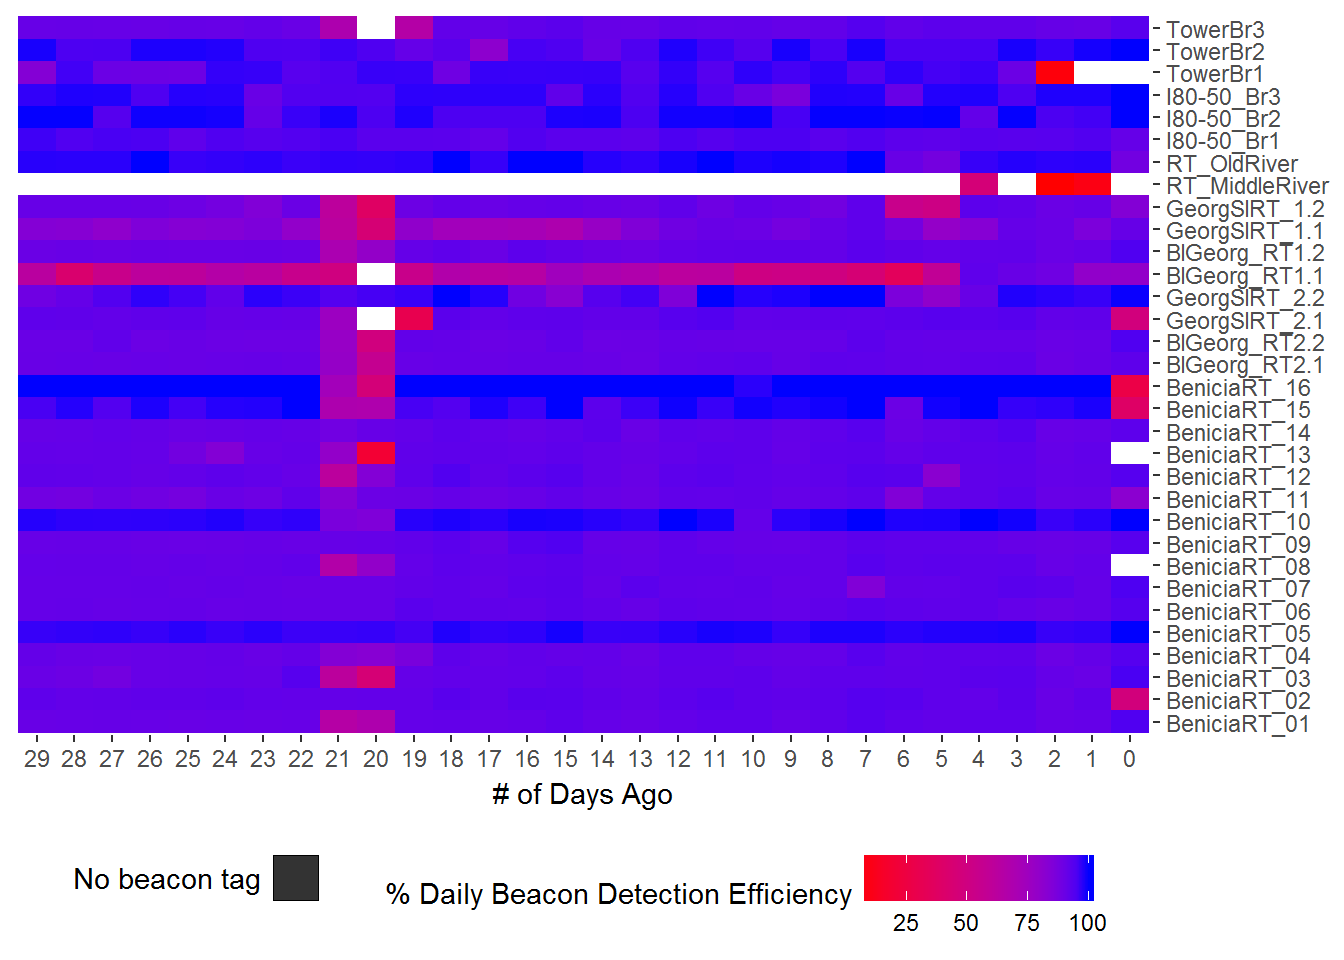 TowerBr3
TowerBr2
TowerBr1
I80-50_Br3
I80-50_Br2
I80-50_Br1
RT_OldRiver
RT_MiddleRiver
GeorgSlRT_1.2
GeorgSlRT_1.1
BlGeorg_RT1.2
BlGeorg_RT1.1
GeorgSlRT_2.2
GeorgSlRT_2.1
BlGeorg_RT2.2
BlGeorg_RT2.1
BeniciaRT_16
BeniciaRT_15
BeniciaRT_14
BeniciaRT_13
BeniciaRT_12
BeniciaRT_11
BeniciaRT_10
BeniciaRT_09
BeniciaRT_08
BeniciaRT_07
BeniciaRT_06
BeniciaRT_05
BeniciaRT_04
BeniciaRT_03
BeniciaRT_02
BeniciaRT_01
29 28 27 26 25 24 23 22 21 20 19 18 17 16 15 14 13 12 11 10 9 8 7 6 5 4 3 2 1 0
# of Days Ago
No beacon tag
% Daily Beacon Detection Efficiency
25 50 75 100